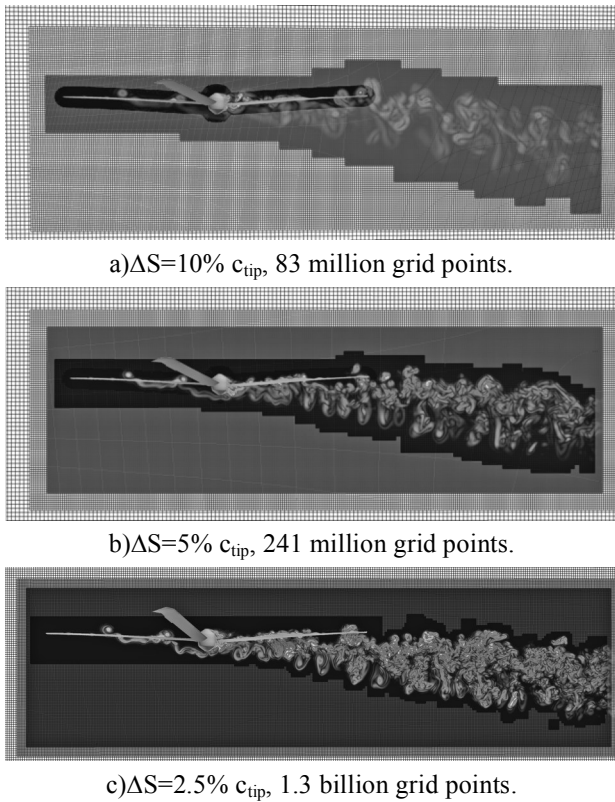 a)ΔS=10% c_tip, 83 million grid points.
b)ΔS=5% c_tip, 241 million grid points.
c)ΔS=2.5% c_tip, 1.3 billion grid points.